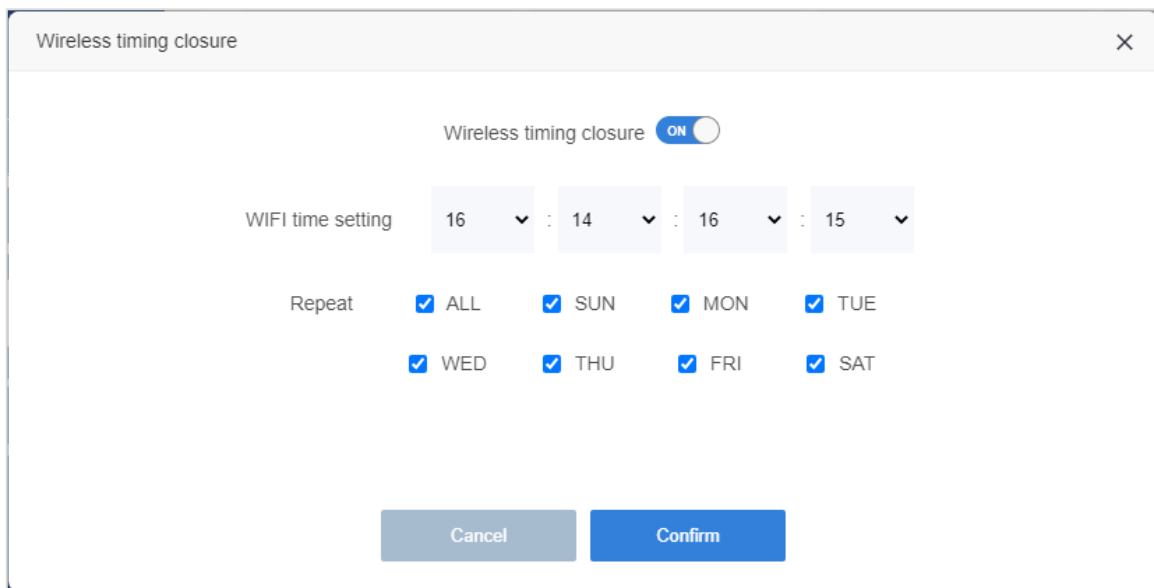 Wireless timing closure
Wireless timing closure ON
WIFI time setting 16 : 14 : 16 : 15
Repeat ALL SUN MON TUE
WED THU FRI SAT
Cancel Confirm